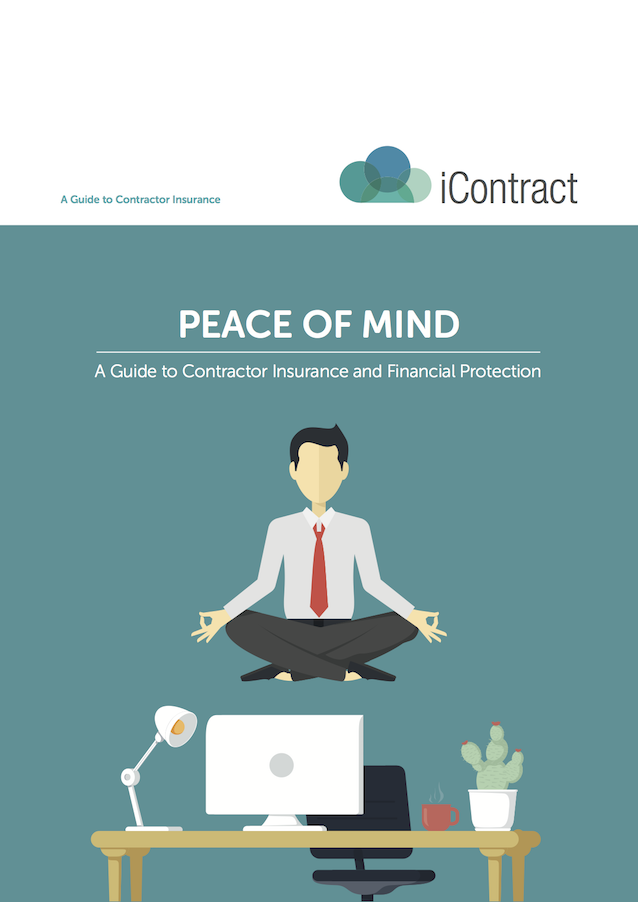 A Guide to Contractor Insurance
iContract
PEACE OF MIND
A Guide to Contractor Insurance and Financial Protection